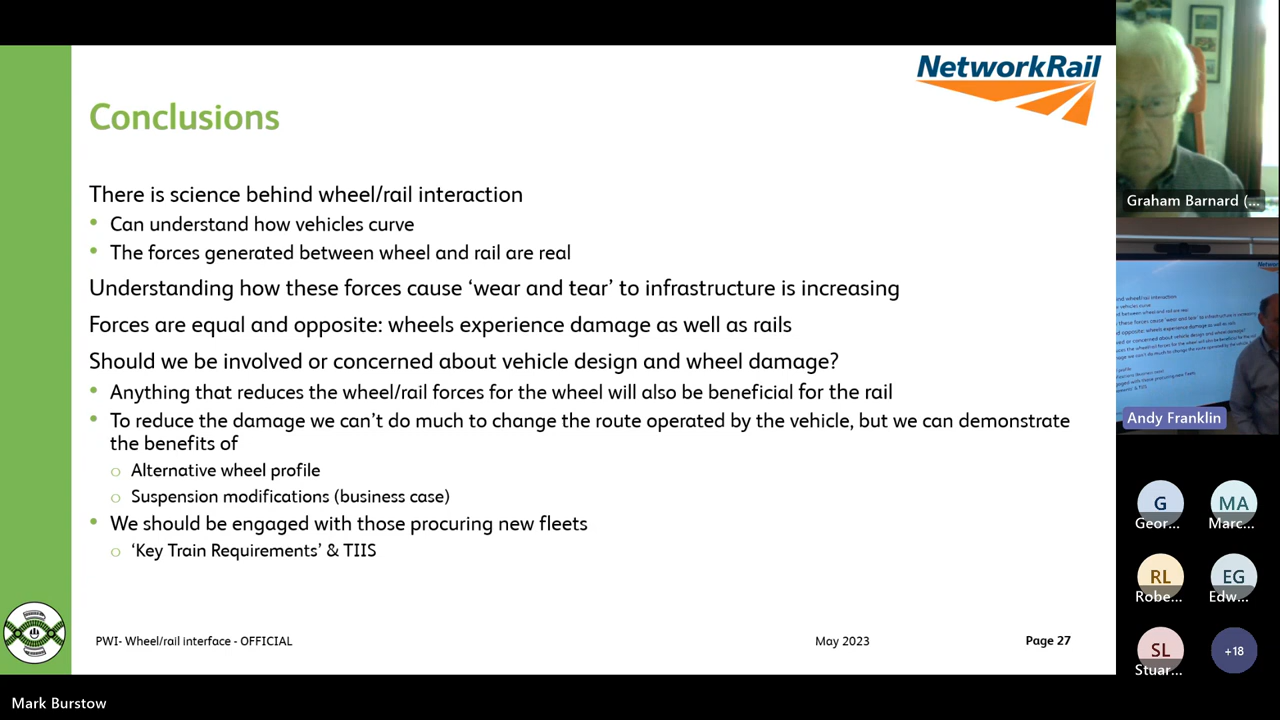 NetworkRail
Conclusions
There is science behind wheel/rail interaction
• Can understand how vehicles curve
• The forces generated between wheel and rail are real
Understanding how these forces cause ‘wear and tear’ to infrastructure is increasing
Forces are equal and opposite: wheels experience damage as well as rails
Should we be involved or concerned about vehicle design and wheel damage?
• Anything that reduces the wheel/rail forces for the wheel will also be beneficial for the rail
• To reduce the damage we can’t do much to change the route operated by the vehicle, but we can demonstrate
the benefits of
o Alternative wheel profile
o Suspension modifications (business case)
• We should be engaged with those procuring new fleets
o ‘Key Train Requirements’ & TIIS
PWI- Wheel/rail interface - OFFICIAL
May 2023
Page 27
Mark Burstow
Graham Barnard (...
Andy Franklin
G
MA
Geor...
Marc...
RL
EG
Robe...
Edw...
SL
+18
Stuar...